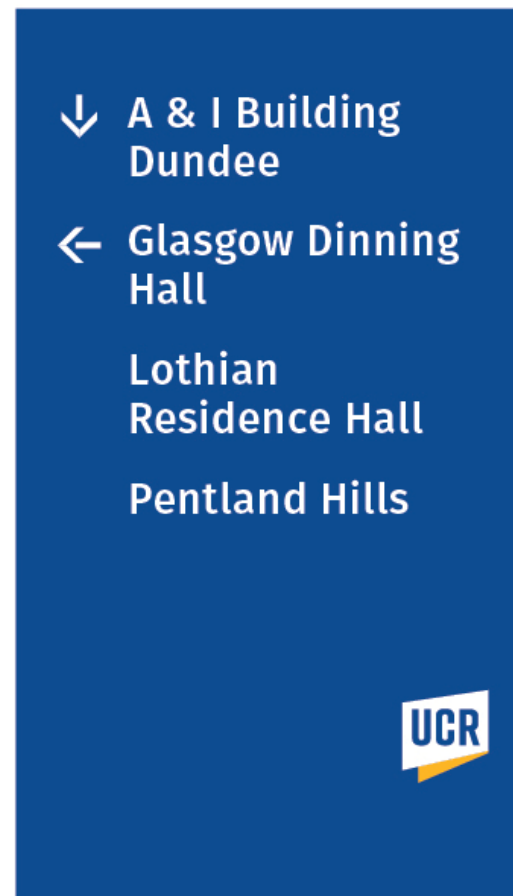 A & I Building
Dundee
Glasgow Dinning
Hall
Lothian
Residence Hall
Pentland Hills
UCR